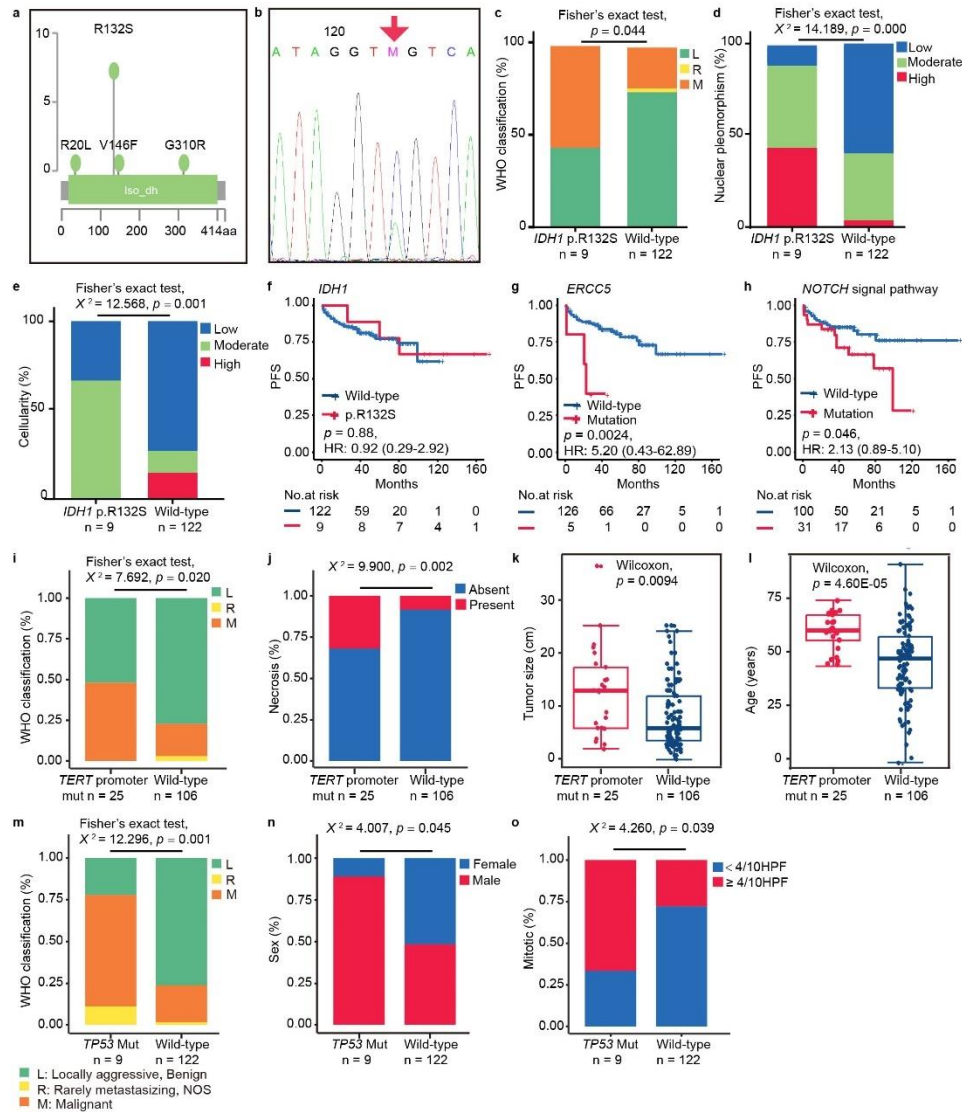 a
R132S
10
5
0
R20L V146F G310R
Iso_dh
0 100 200 300 414aa
b
120
A T A G G T M G T C A
c
Fisher's exact test,
p = 0.044
WHO classification (%)
100
50
0
L
R
M
IDH1 p.R132S Wild-type
n = 9 n = 122
d
Fisher's exact test,
X² = 14.189, p = 0.000
Nuclear pleomorphism (%)
100
50
0
Low
Moderate
High
IDH1 p.R132S Wild-type
n = 9 n = 122
e
Fisher's exact test,
X² = 12.568, p = 0.001
Cellularity (%)
100
50
0
Low
Moderate
High
IDH1 p.R132S Wild-type
n = 9 n = 122
f
IDH1
PFS
1.00
0.75
0.50
0.25
0.00
Wild-type
p.R132S
p = 0.88,
HR: 0.92 (0.29-2.92)
0 40 80 120 160
Months
No.at risk
122 59 20 1 0
9 8 7 4 1
g
ERCC5
PFS
1.00
0.75
0.50
0.25
0.00
Wild-type
Mutation
p = 0.0024,
HR: 5.20 (0.43-62.89)
0 40 80 120 160
Months
No.at risk
126 66 27 5 1
5 1 0 0 0
h
NOTCH signal pathway
PFS
1.00
0.75
0.50
0.25
0.00
Wild-type
Mutation
p = 0.046,
HR: 2.13 (0.89-5.10)
0 40 80 120 160
Months
No.at risk
100 50 21 5 1
31 17 6 0 0
i
Fisher's exact test,
X² = 7.692, p = 0.020
WHO classification (%)
1.00
0.75
0.50
0.25
0.00
L
R
M
TERT promoter Wild-type
mut n = 25 n = 106
j
X² = 9.900, p = 0.002
Necrosis (%)
1.00
0.75
0.50
0.25
0.00
Absent
Present
TERT promoter Wild-type
mut n = 25 n = 106
k
Wilcoxon,
p = 0.0094
Tumor size (cm)
30
20
10
0
TERT promoter Wild-type
mut n = 25 n = 106
l
Wilcoxon,
p = 4.60E-05
Age (years)
75
50
25
0
TERT promoter Wild-type
mut n = 25 n = 106
m
Fisher's exact test,
X² = 12.296, p = 0.001
WHO classification (%)
1.00
0.75
0.50
0.25
0.00
L
R
M
TP53 Mut Wild-type
n = 9 n = 122
n
X² = 4.007, p = 0.045
Sex (%)
1.00
0.75
0.50
0.25
0.00
Female
Male
TP53 Mut Wild-type
n = 9 n = 122
o
X² = 4.260, p = 0.039
Mitotic (%)
1.00
0.75
0.50
0.25
0.00
< 4/10HPF
≥ 4/10HPF
TP53 Mut Wild-type
n = 9 n = 122
L: Locally aggressive, Benign
R: Rarely metastasizing, NOS
M: Malignant